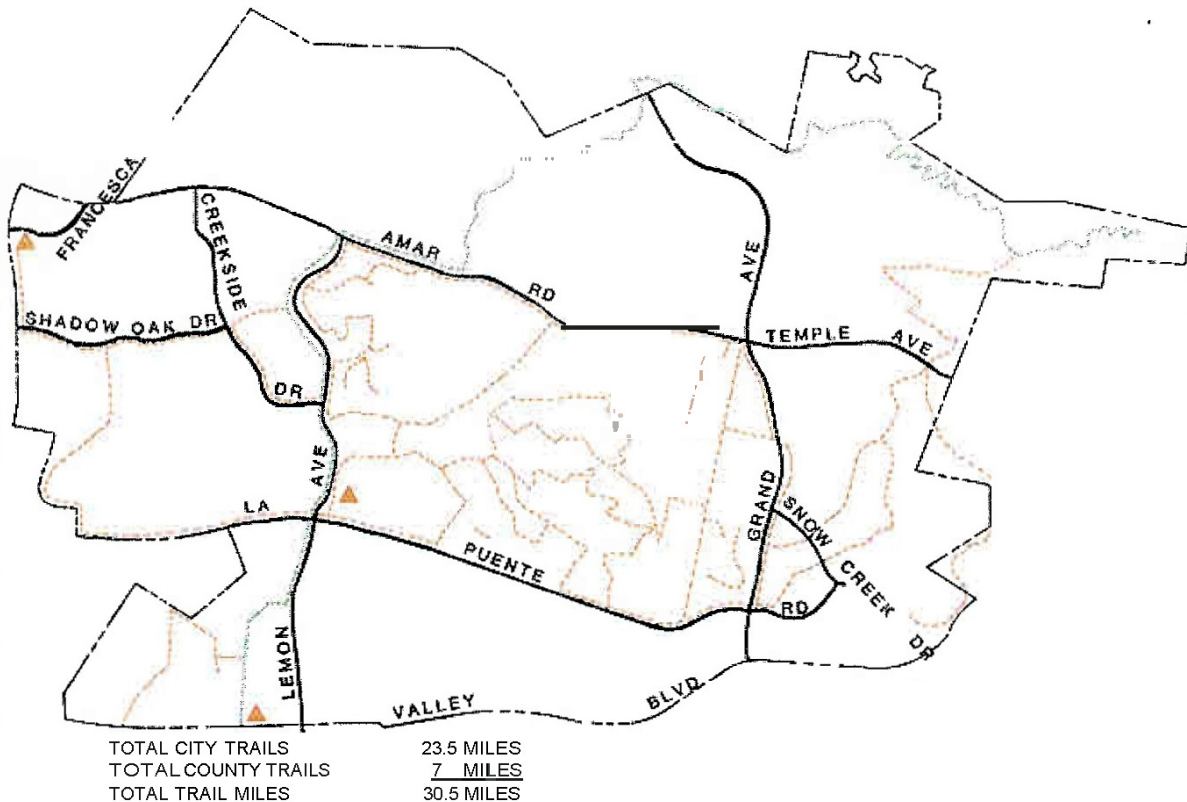 FRANCESCA
CREEKSIDE
DR
AMAR
RD
AVE
SHADOW OAK DR
TEMPLE AVE
AVE
LA
PUENTE
RD
GRAND
SNOW
CREEK
DR
LEMON
VALLEY
BLVD
TOTAL CITY TRAILS 23.5 MILES
TOTAL COUNTY TRAILS 7 MILES
TOTAL TRAIL MILES 30.5 MILES